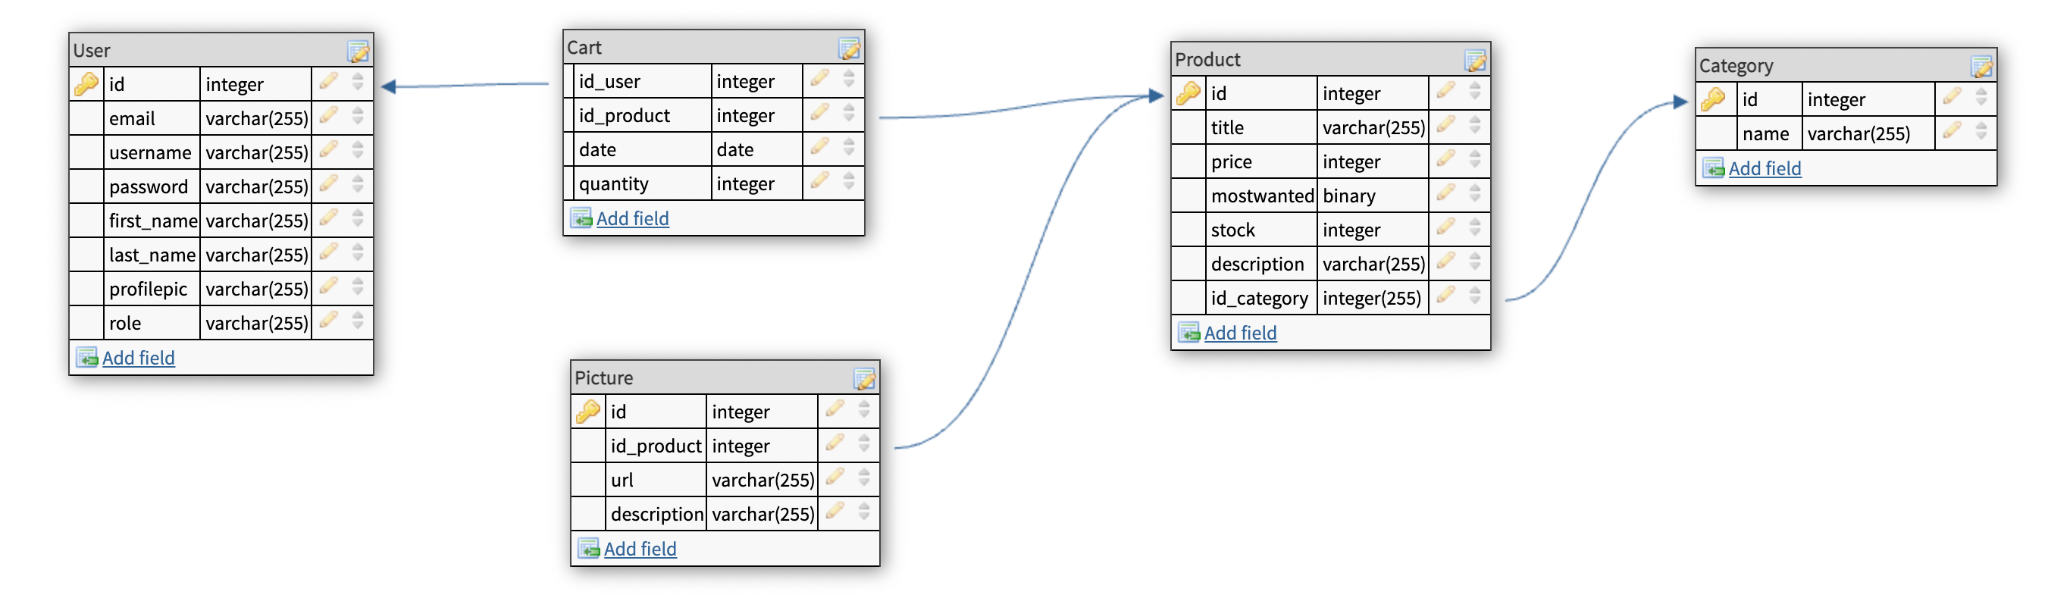 User
id integer
email varchar(255)
username varchar(255)
password varchar(255)
first_name varchar(255)
last_name varchar(255)
profilepic varchar(255)
role varchar(255)
Add field
Cart
id_user integer
id_product integer
date date
quantity integer
Add field
Picture
id integer
id_product integer
url varchar(255)
description varchar(255)
Add field
Product
id integer
title varchar(255)
price integer
mostwanted binary
stock integer
description varchar(255)
id_category integer(255)
Add field
Category
id integer
name varchar(255)
Add field